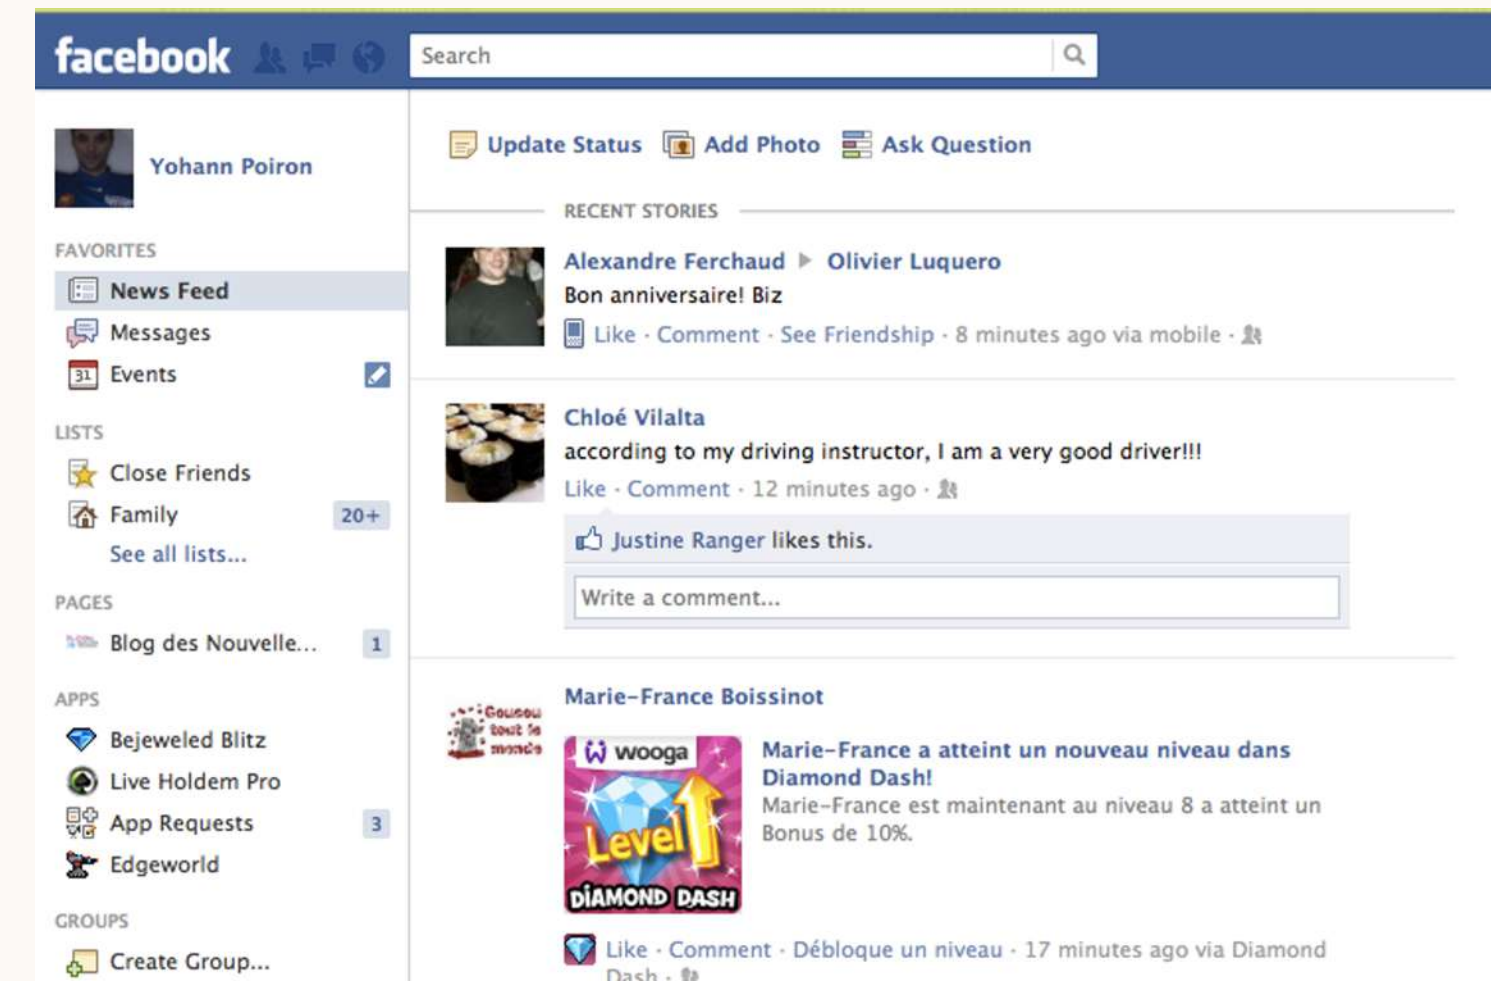 facebook
Search
Yohann Poiron
FAVORITES
News Feed
Messages
31
Events
LISTS
Close Friends
Family
20+
See all lists...
PAGES
Blog des Nouvelle...
1
APPS
Bejeweled Blitz
Live Holdem Pro
App Requests
3
Edgeworld
GROUPS
Create Group...
Update Status
Add Photo
Ask Question
RECENT STORIES
Alexandre Ferchaud ▶ Olivier Luquero
Bon anniversaire! Biz
Like · Comment · See Friendship · 8 minutes ago via mobile ·
Chloé Vilalta
according to my driving instructor, I am a very good driver!!!
Like · Comment · 12 minutes ago ·
Justine Ranger likes this.
Write a comment...
Marie-France Boissinot
Goucou
tout le
monde
wooga
Level
DIAMOND DASH
Marie-France a atteint un nouveau niveau dans
Diamond Dash!
Marie-France est maintenant au niveau 8 a atteint un
Bonus de 10%.
Like · Comment · Débloque un niveau · 17 minutes ago via Diamond
Dash ·